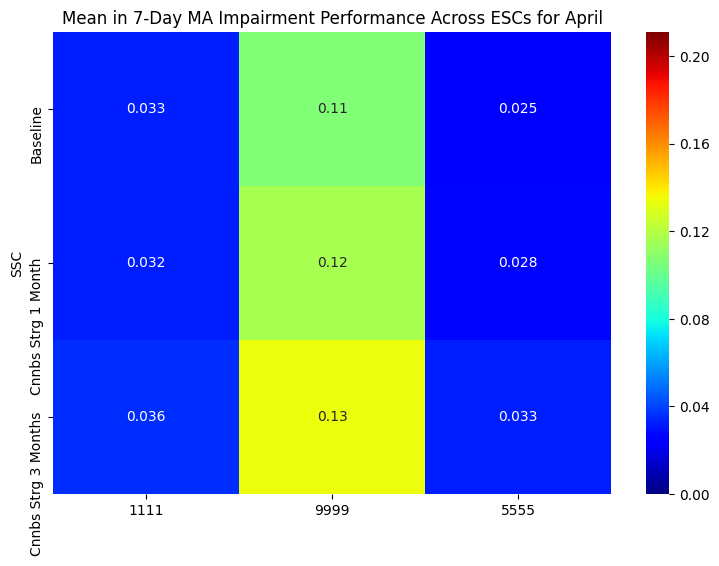 Mean in 7-Day MA Impairment Performance Across ESCs for April
SSC
Baseline
Cnnbs Strg 1 Month
Cnnbs Strg 3 Months
0.033 0.11 0.025
0.032 0.12 0.028
0.036 0.13 0.033
1111 9999 5555
0.20
0.16
0.12
0.08
0.04
0.00